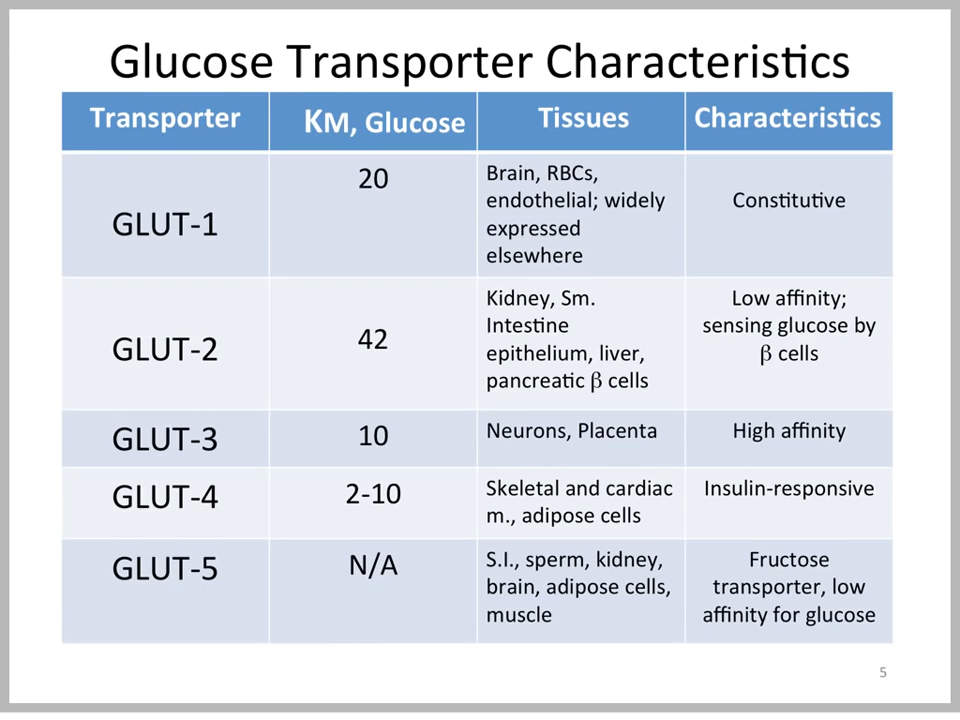 Glucose Transporter Characteristics
Transporter
KM, Glucose
Tissues
Characteristics
GLUT-1
20
Brain, RBCs,
endothelial; widely
expressed
elsewhere
Constitutive
GLUT-2
42
Kidney, Sm.
Intestine
epithelium, liver,
pancreatic β cells
Low affinity;
sensing glucose by
β cells
GLUT-3
10
Neurons, Placenta
High affinity
GLUT-4
2-10
Skeletal and cardiac
m., adipose cells
Insulin-responsive
GLUT-5
N/A
S.I., sperm, kidney,
brain, adipose cells,
muscle
Fructose
transporter, low
affinity for glucose
5